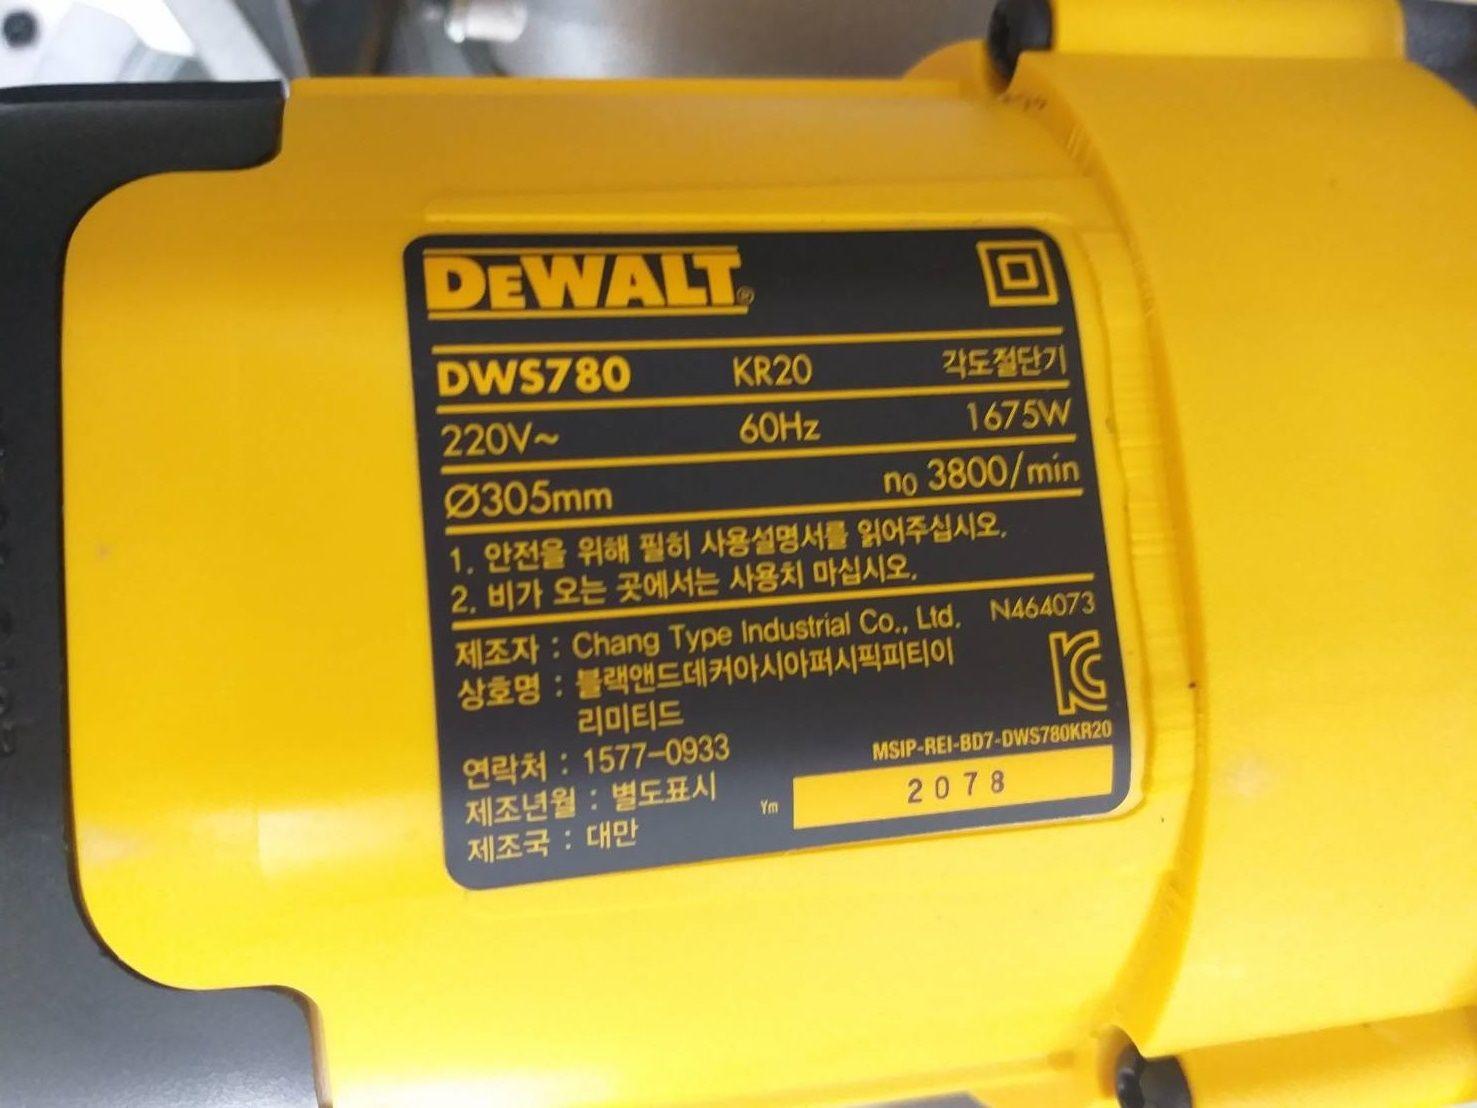 DEWALT®
DWS780 KR20 각도절단기
220V~ 60Hz 1675W
Ø305mm n0 3800/min
1. 안전을 위해 필히 사용설명서를 읽어주십시오.
2. 비가 오는 곳에서는 사용치 마십시오.
제조자 : Chang Type Industrial Co., Ltd. N464073
상호명 : 블랙앤드데커아시아퍼시픽피티이
리미티드
연락처 : 1577-0933
MSIP-REI-BD7-DWS780KR20
제조년월 : 별도표시 Ym 2078
제조국 : 대만